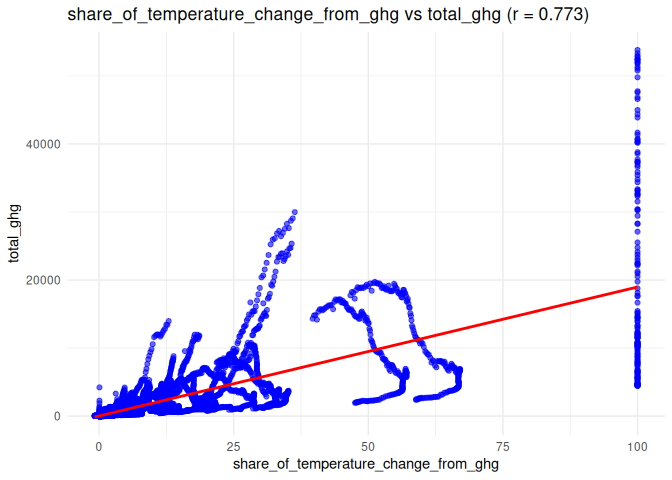 share_of_temperature_change_from_ghg vs total_ghg (r = 0.773)
total_ghg
40000
20000
0
0 25 50 75 100
share_of_temperature_change_from_ghg